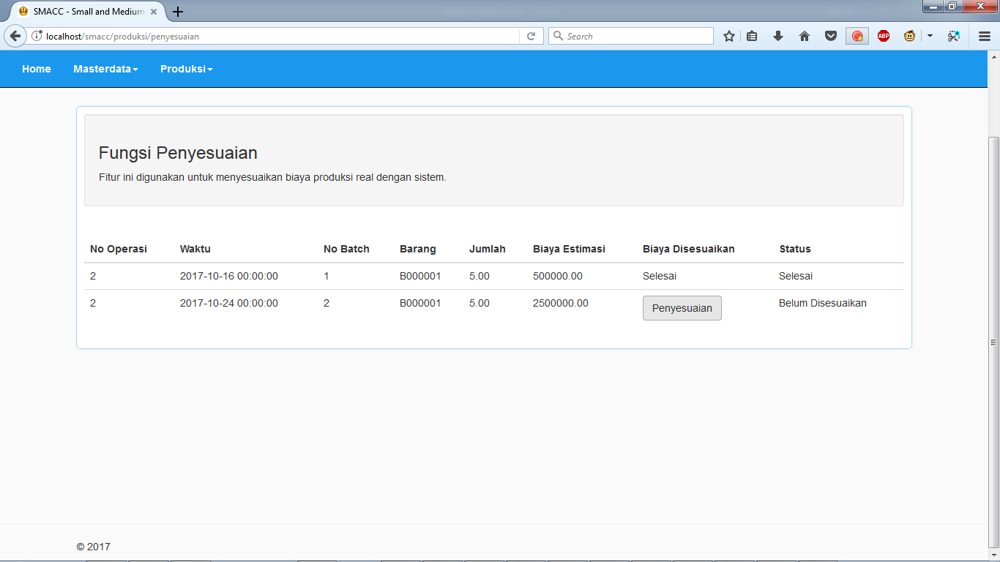 SMACC - Small and Medium
localhost/smacc/produksi/penyesuaian
Search
ABP
Home Masterdata Produksi
Fungsi Penyesuaian
Fitur ini digunakan untuk menyesuaikan biaya produksi real dengan sistem.
No Operasi Waktu No Batch Barang Jumlah Biaya Estimasi Biaya Disesuaikan Status
2 2017-10-16 00:00:00 1 B000001 5.00 500000.00 Selesai Selesai
2 2017-10-24 00:00:00 2 B000001 5.00 2500000.00 Penyesuaian Belum Disesuaikan
© 2017